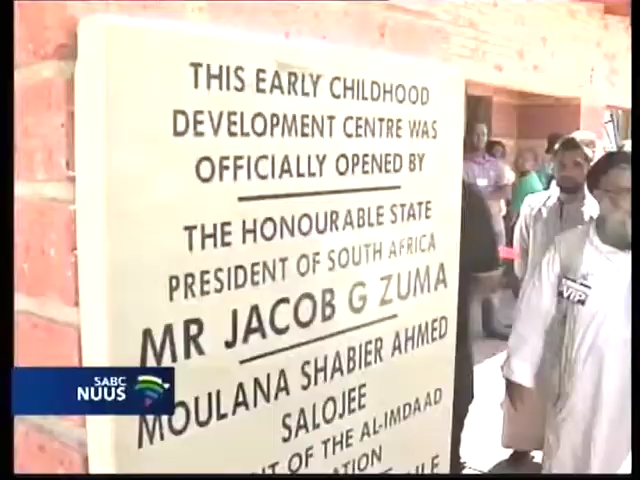 THIS EARLY CHILDHOOD
DEVELOPMENT CENTRE WAS
OFFICIALLY OPENED BY
THE HONOURABLE STATE
PRESIDENT OF SOUTH AFRICA
MR JACOB G ZUMA
MOULANA SHABIER AHMED
SALOJEE
OF THE AL-IMDAAD
VIP
SABC
NUUS